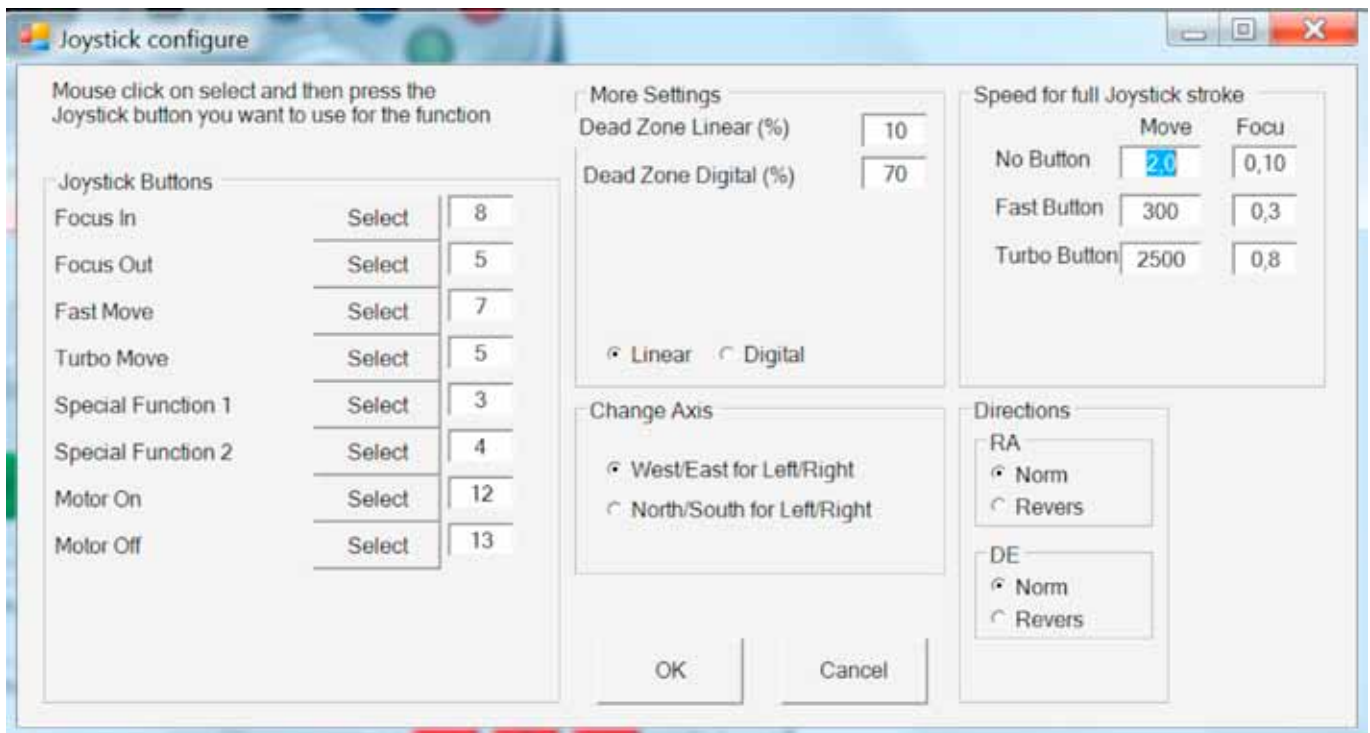 Joystick configure
Mouse click on select and then press the
Joystick button you want to use for the function
Joystick Buttons
Focus In Select 8
Focus Out Select 5
Fast Move Select 7
Turbo Move Select 5
Special Function 1 Select 3
Special Function 2 Select 4
Motor On Select 12
Motor Off Select 13
More Settings
Dead Zone Linear (%) 10
Dead Zone Digital (%) 70
Linear Digital
Change Axis
West/East for Left/Right
North/South for Left/Right
OK Cancel
Speed for full Joystick stroke
Move Focu
No Button 2,0 0,10
Fast Button 300 0,3
Turbo Button 2500 0,8
Directions
RA
Norm
Revers
DE
Norm
Revers